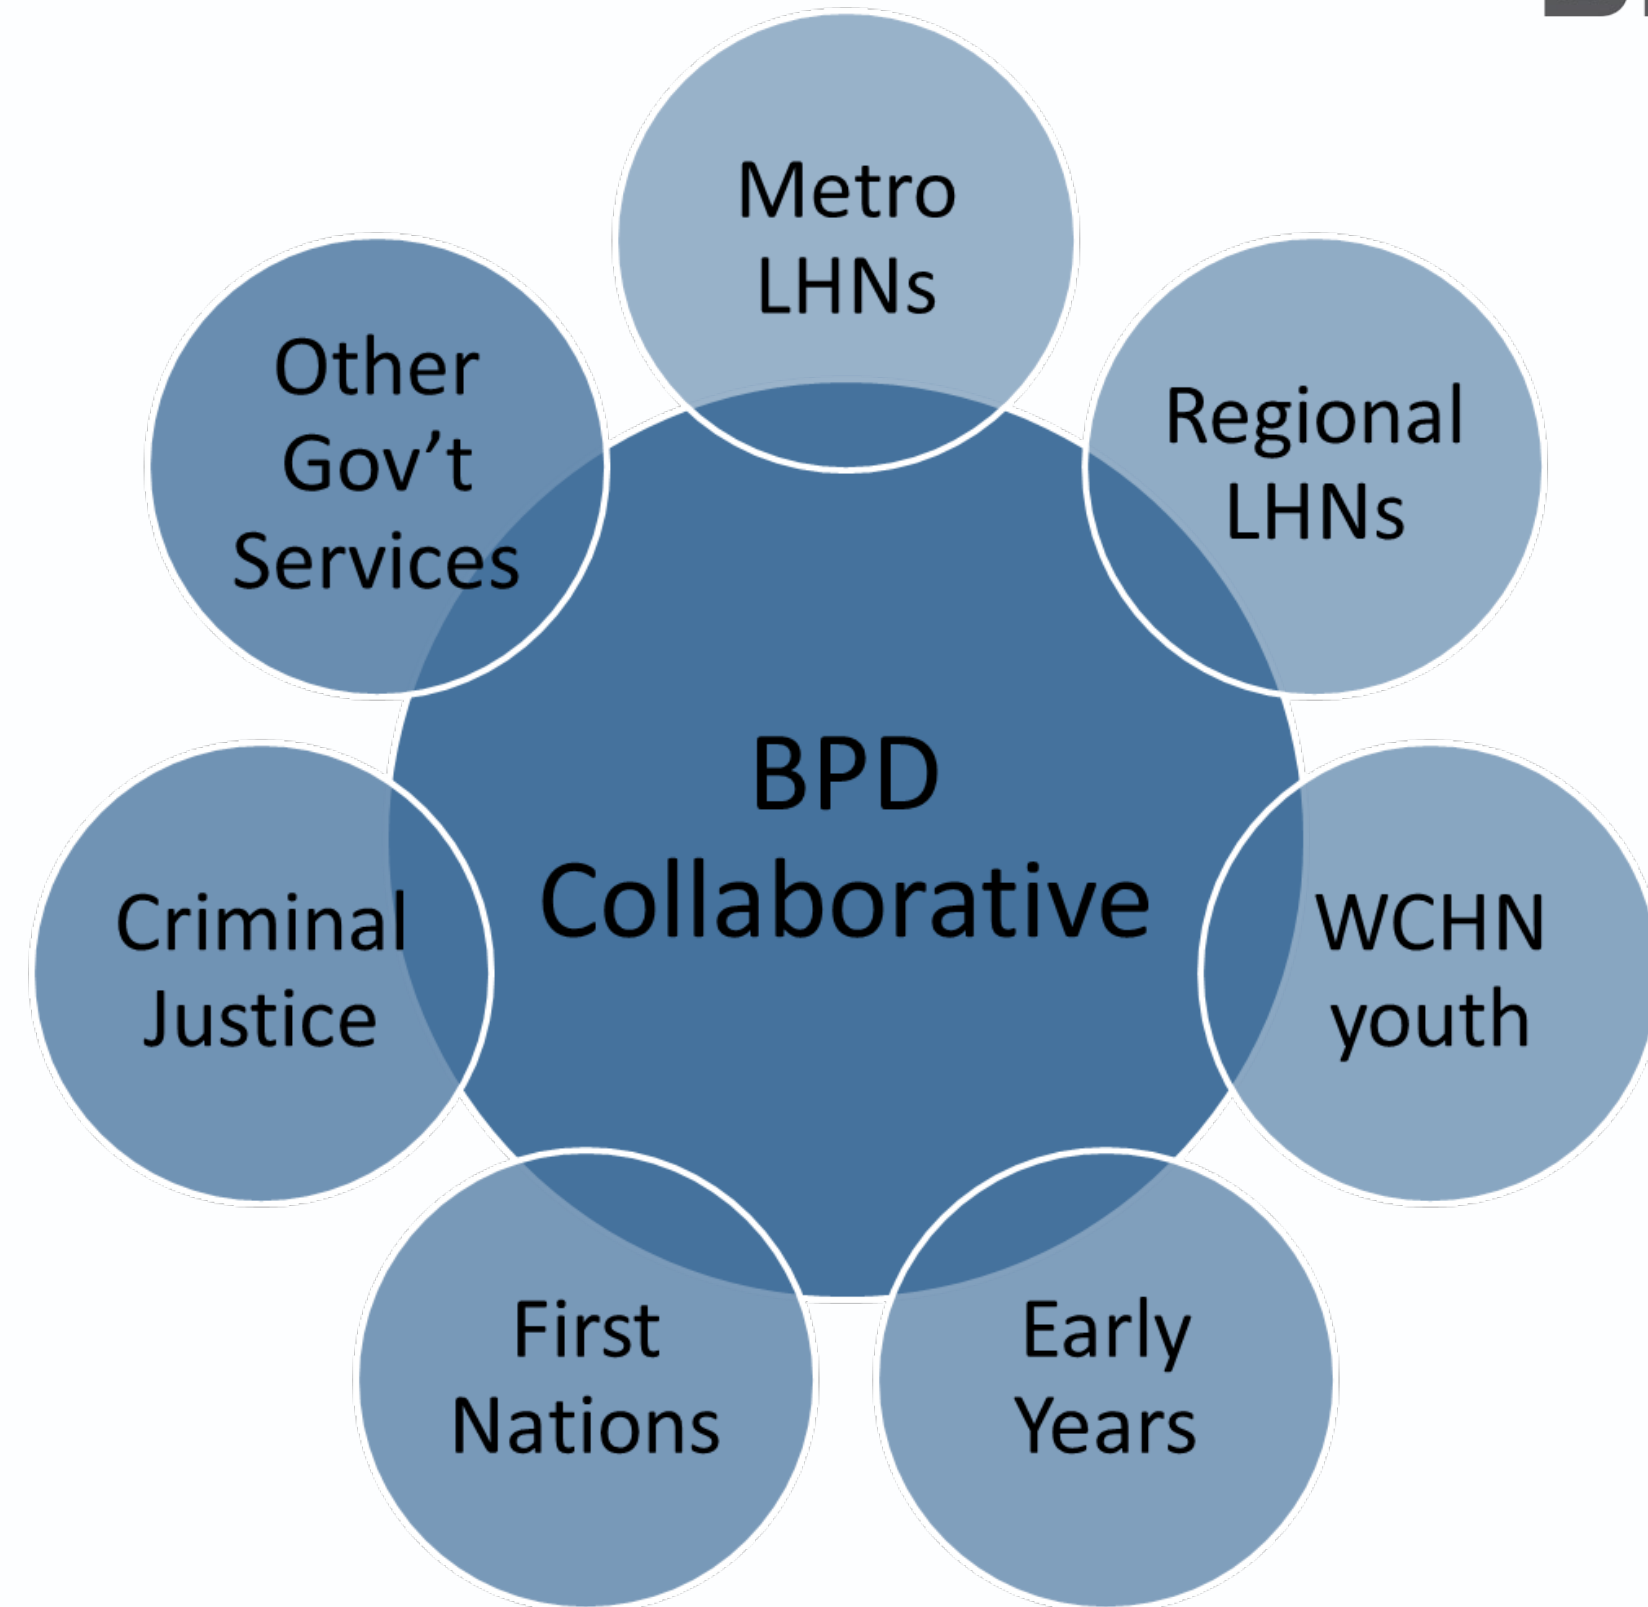 Metro
LHNs
Regional
LHNs
WCHN
youth
Early
Years
First
Nations
Criminal
Justice
Other
Gov’t
Services
BPD
Collaborative